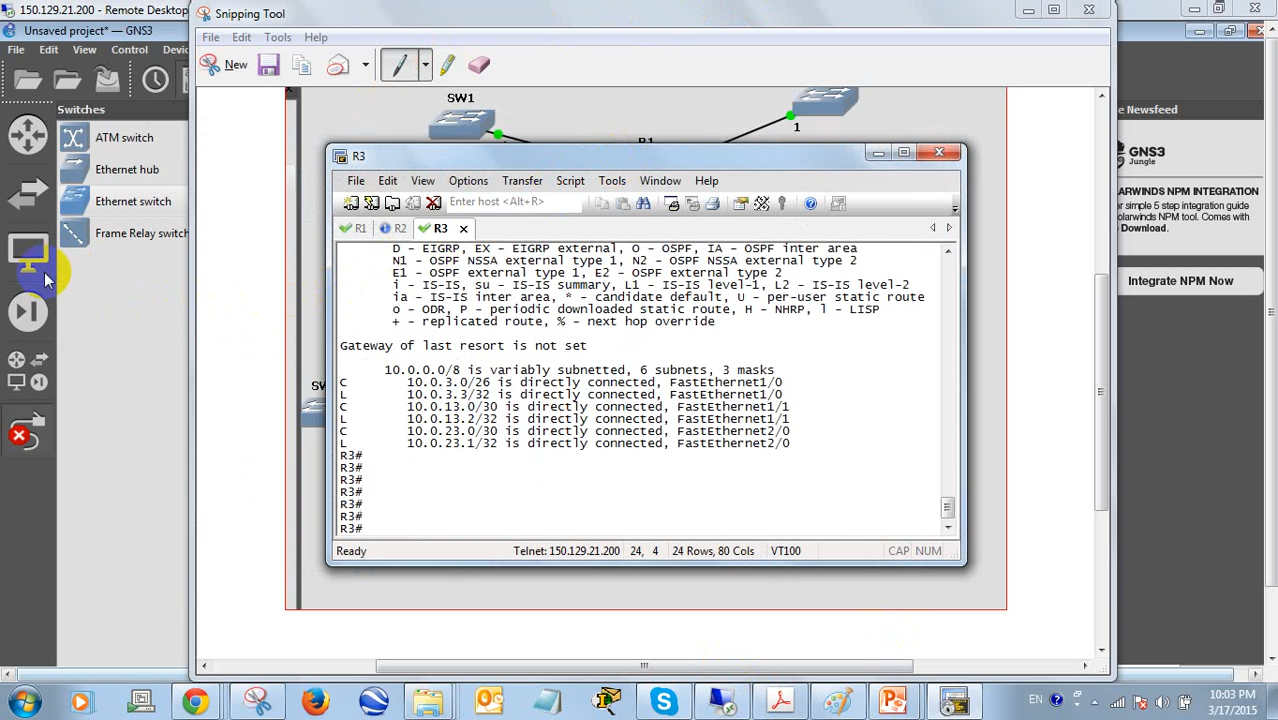 150.129.21.200 - Remote Desktop
Snipping Tool
Unsaved project* — GNS3
File Edit View Control
File Edit Tools Help
New
Switches
ATM switch
Ethernet hub
Ethernet switch
Frame Relay switch
SW1
1
R3
File Edit View Options Transfer Script Tools Window Help
Enter host <Alt+R>
R1 R2 R3
D - EIGRP, EX - EIGRP external, O - OSPF, IA - OSPF inter area
N1 - OSPF NSSA external type 1, N2 - OSPF NSSA external type 2
E1 - OSPF external type 1, E2 - OSPF external type 2
i - IS-IS, su - IS-IS summary, L1 - IS-IS level-1, L2 - IS-IS level-2
ia - IS-IS inter area, * - candidate default, U - per-user static route
o - ODR, P - periodic downloaded static route, H - NHRP, l - LISP
+ - replicated route, % - next hop override
Gateway of last resort is not set
10.0.0.0/8 is variably subnetted, 6 subnets, 3 masks
C 10.0.3.0/26 is directly connected, FastEthernet1/0
L 10.0.3.3/32 is directly connected, FastEthernet1/0
C 10.0.13.0/30 is directly connected, FastEthernet1/1
L 10.0.13.2/32 is directly connected, FastEthernet1/1
C 10.0.23.0/30 is directly connected, FastEthernet2/0
L 10.0.23.1/32 is directly connected, FastEthernet2/0
R3#
R3#
R3#
R3#
R3#
R3#
R3#
Ready Telnet: 150.129.21.200 24, 4 24 Rows, 80 Cols VT100 CAP NUM
Newsfeed
GNS3
Jungle
NPM INTEGRATION
5 step integration guide
tool. Comes with
Download.
Integrate NPM Now
EN
10:03 PM
3/17/2015